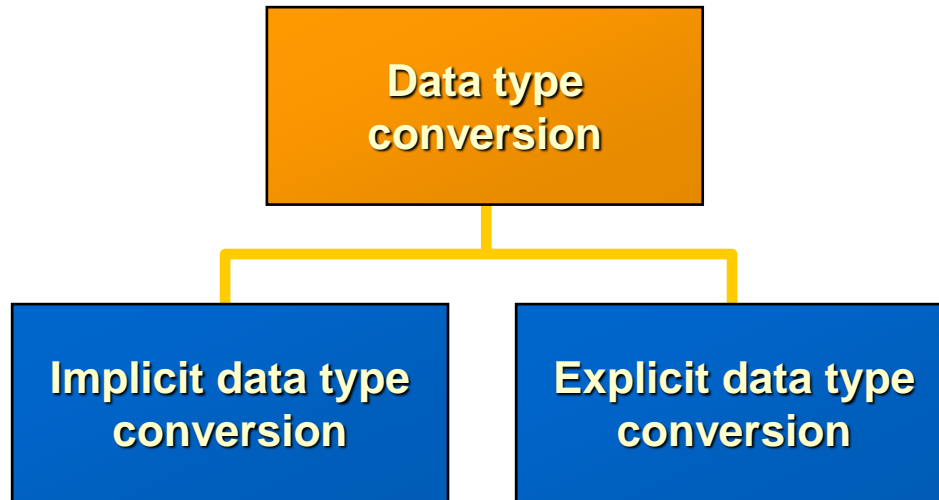 Data type
conversion
Implicit data type
conversion
Explicit data type
conversion